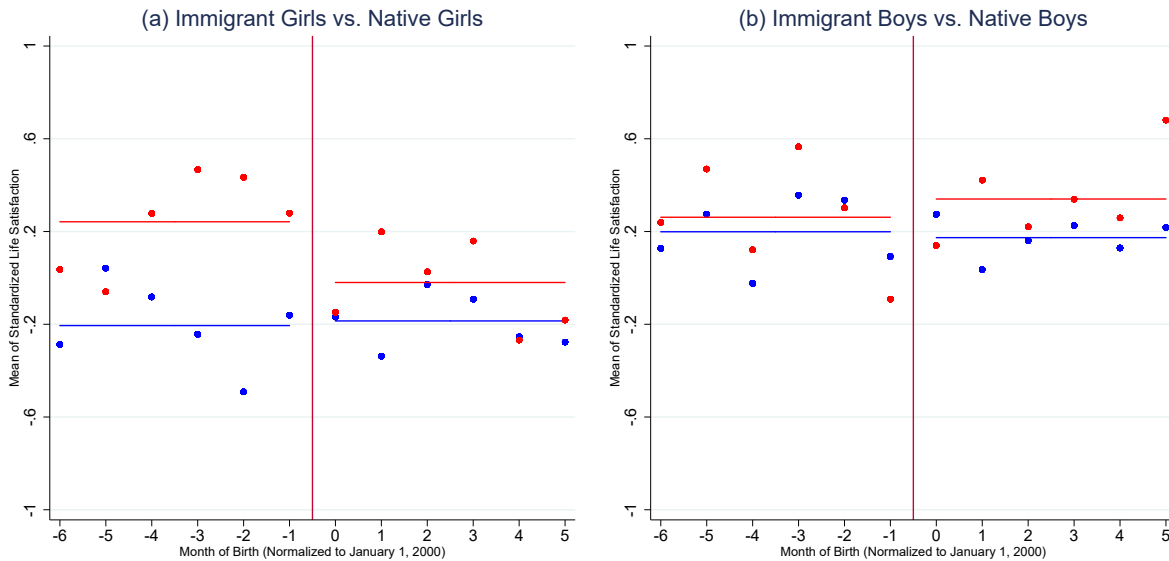 (a) Immigrant Girls vs. Native Girls
Mean of Standardized Life Satisfaction
1
.6
.2
-.2
-.6
-1
-6 -5 -4 -3 -2 -1 0 1 2 3 4 5
Month of Birth (Normalized to January 1, 2000)
(b) Immigrant Boys vs. Native Boys
Mean of Standardized Life Satisfaction
1
.6
.2
-.2
-.6
-1
-6 -5 -4 -3 -2 -1 0 1 2 3 4 5
Month of Birth (Normalized to January 1, 2000)